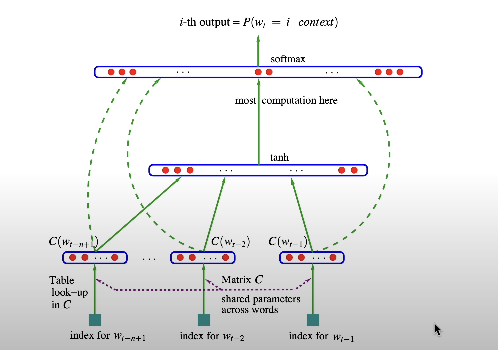 i-th output = P(w_t = i | context)
softmax
. . .
. . .
most computation here
tanh
. . .
. . .
C(w_{t−n+1})
C(w_{t−2})
C(w_{t−1})
. . .
. . .
. . .
. . .
Table
look−up
in C
Matrix C
shared parameters
across words
index for w_{t−n+1}
index for w_{t−2}
index for w_{t−1}